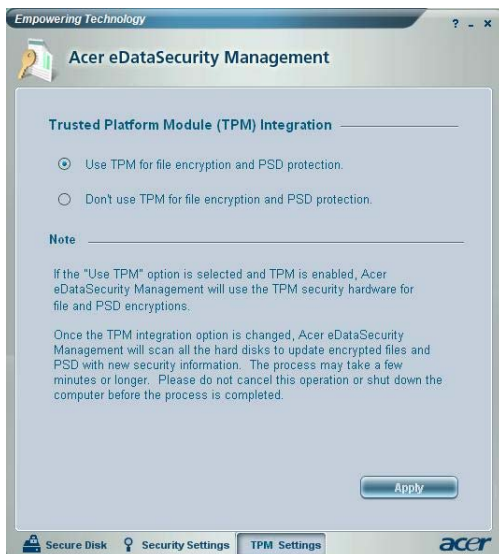 Empowering Technology
? - x
Acer eDataSecurity Management
Trusted Platform Module (TPM) Integration
Use TPM for file encryption and PSD protection.
Don't use TPM for file encryption and PSD protection.
Note
If the "Use TPM" option is selected and TPM is enabled, Acer
eDataSecurity Management will use the TPM security hardware for
file and PSD encryptions.
Once the TPM integration option is changed, Acer eDataSecurity
Management will scan all the hard disks to update encrypted files and
PSD with new security information. The process may take a few
minutes or longer. Please do not cancel this operation or shut down the
computer before the process is completed.
Apply
Secure Disk Security Settings TPM Settings acer